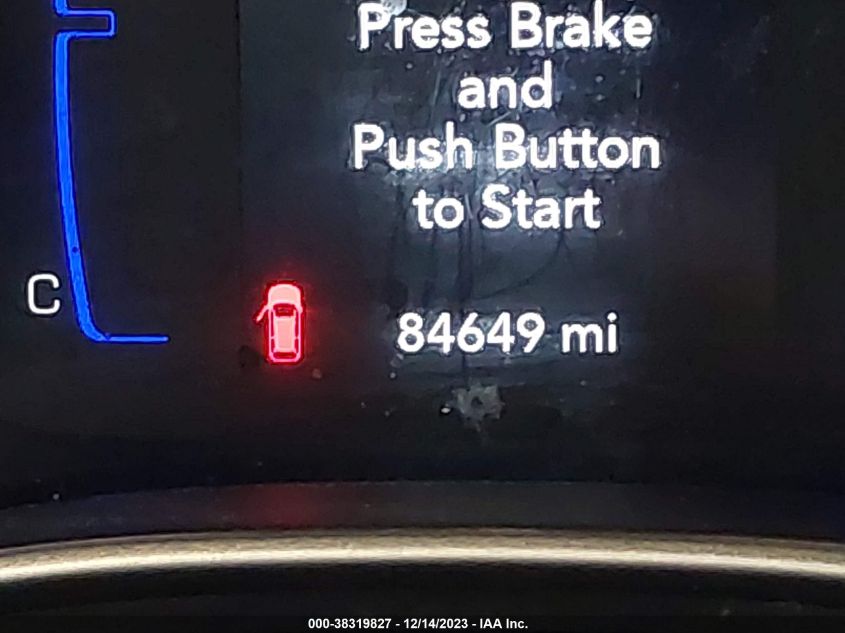 Press Brake
and
Push Button
to Start
C
84649 mi
000-38319827 - 12/14/2023 - IAA Inc.